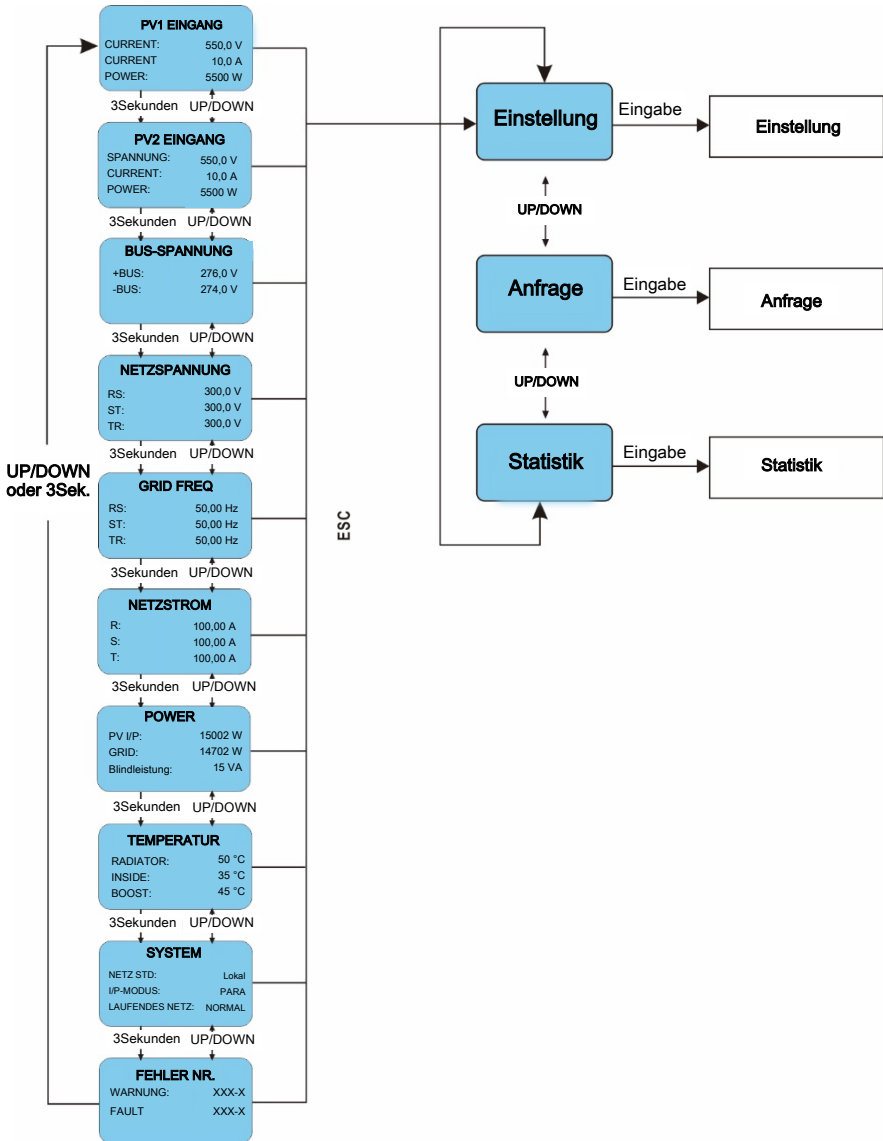 PV1 EINGANG
CURRENT: 550,0 V
CURRENT 10,0 A
POWER: 5500 W
3Sekunden UP/DOWN
PV2 EINGANG
SPANNUNG: 550,0 V
CURRENT: 10,0 A
POWER: 5500 W
3Sekunden UP/DOWN
BUS-SPANNUNG
+BUS: 276,0 V
-BUS: 274,0 V
3Sekunden UP/DOWN
NETZSPANNUNG
RS: 300,0 V
ST: 300,0 V
TR: 300,0 V
3Sekunden UP/DOWN
GRID FREQ
RS: 50,00 Hz
ST: 50,00 Hz
TR: 50,00 Hz
3Sekunden UP/DOWN
NETZSTROM
R: 100,00 A
S: 100,00 A
T: 100,00 A
3Sekunden UP/DOWN
POWER
PV I/P: 15002 W
GRID: 14702 W
Blindleistung: 15 VA
3Sekunden UP/DOWN
TEMPERATUR
RADIATOR: 50 °C
INSIDE: 35 °C
BOOST: 45 °C
3Sekunden UP/DOWN
SYSTEM
NETZ STD: Lokal
I/P-MODUS: PARA
LAUFENDES NETZ: NORMAL
3Sekunden UP/DOWN
FEHLER NR.
WARNUNG: XXX-X
FAULT XXX-X
UP/DOWN
oder 3Sek.
ESC
Einstellung
Eingabe
Einstellung
UP/DOWN
Anfrage
Eingabe
Anfrage
UP/DOWN
Statistik
Eingabe
Statistik